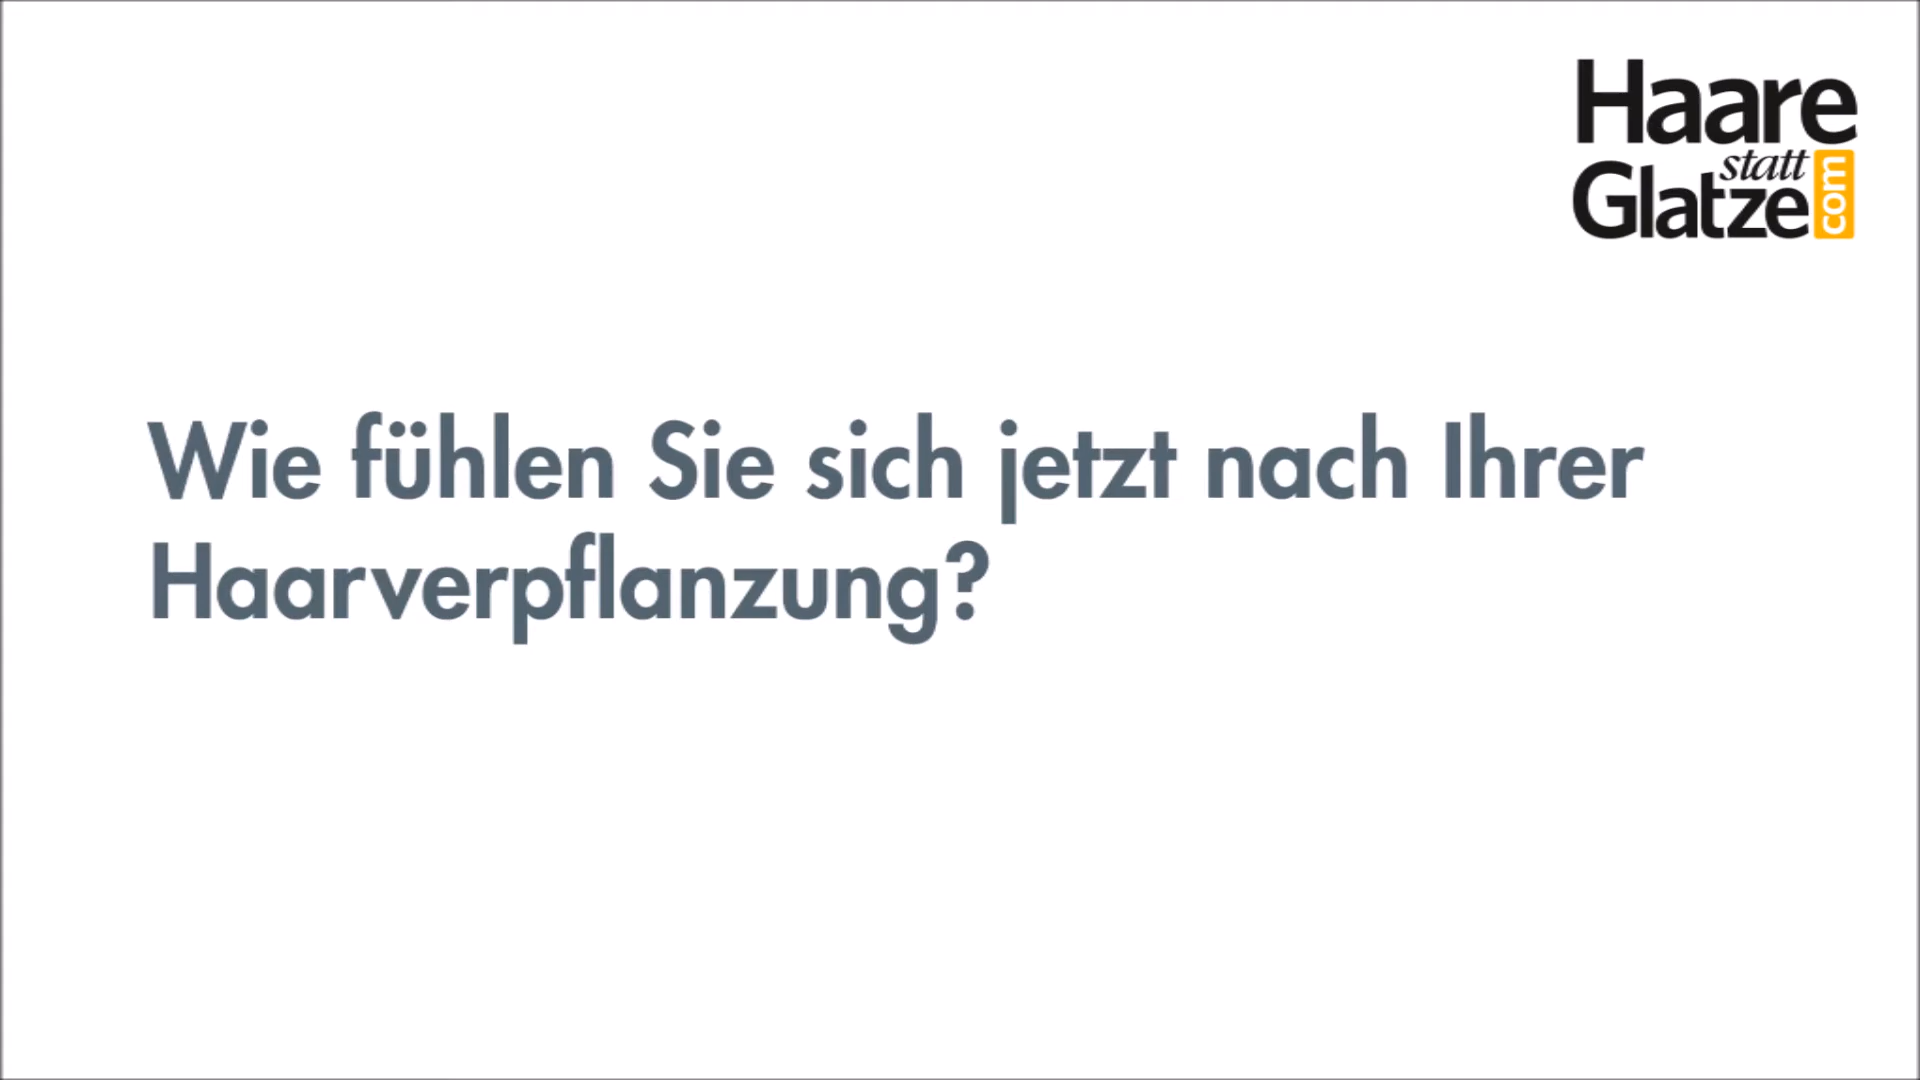 Haare
statt
Glatze
com
Wie fühlen Sie sich jetzt nach Ihrer
Haarverpflanzung?